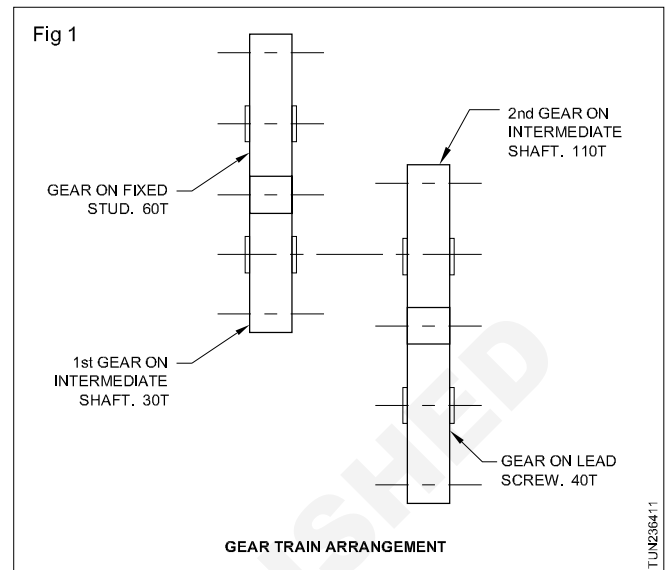 Fig 1
2nd GEAR ON
INTERMEDIATE
SHAFT. 110T
GEAR ON FIXED
STUD. 60T
1st GEAR ON
INTERMEDIATE
SHAFT. 30T
GEAR ON LEAD
SCREW. 40T
GEAR TRAIN ARRANGEMENT
TUN236411
SHED